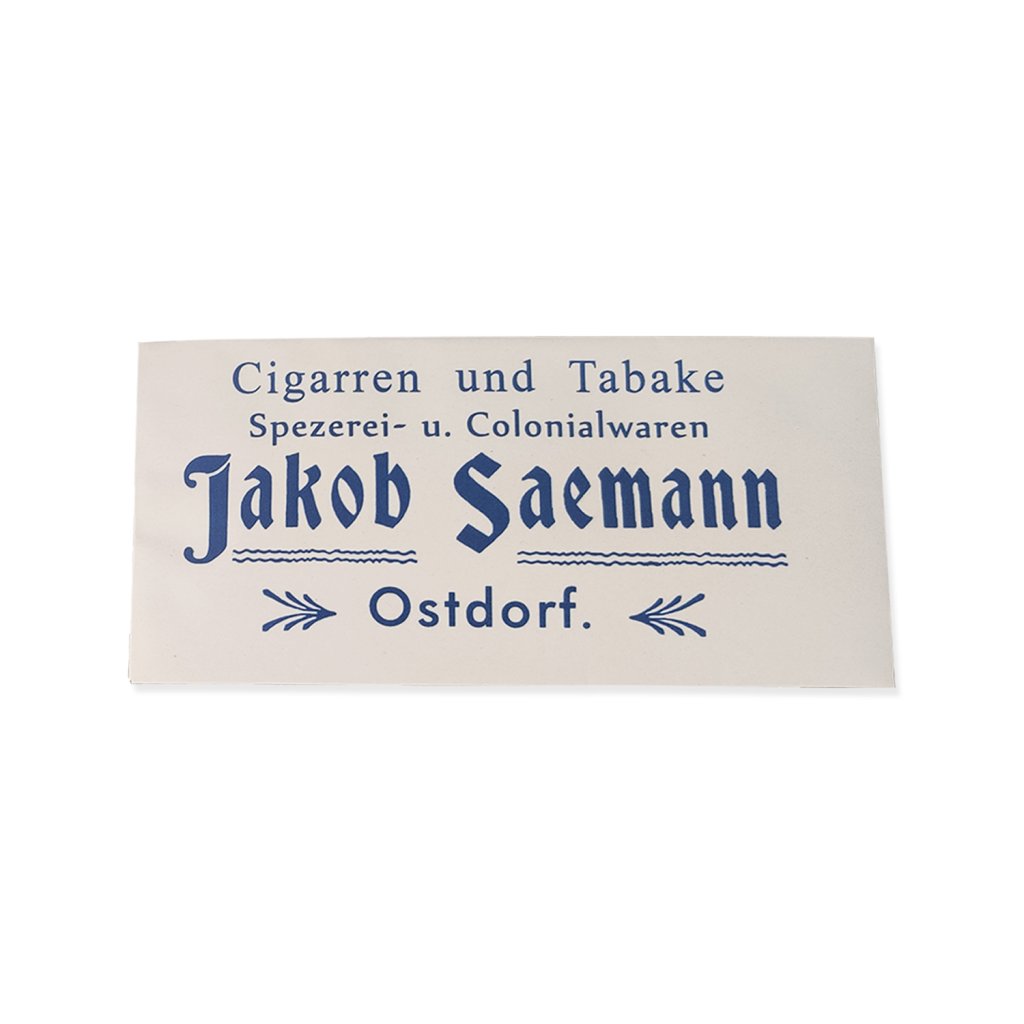 Cigarren und Tabake
Spezerei- u. Colonialwaren
Jakob Saemann
Ostdorf.